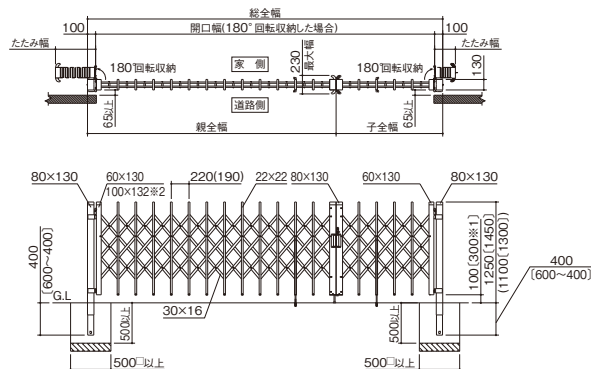 総全幅
100 開口幅(180°回転収納した場合) 100
たたみ幅 たたみ幅
180°回転収納 家 側 230 最大幅 180°回転収納 130
65以上 道路側 65以上
親全幅 子全幅
80×130 60×130 220(190) 22×22 80×130 60×130 80×130
100×132※2
400
[600～400]
G.L
30×16
500以上
500□以上
100[300※1]
1250[1450]
(1100[1300])
400
[600～400]
500以上
500□以上